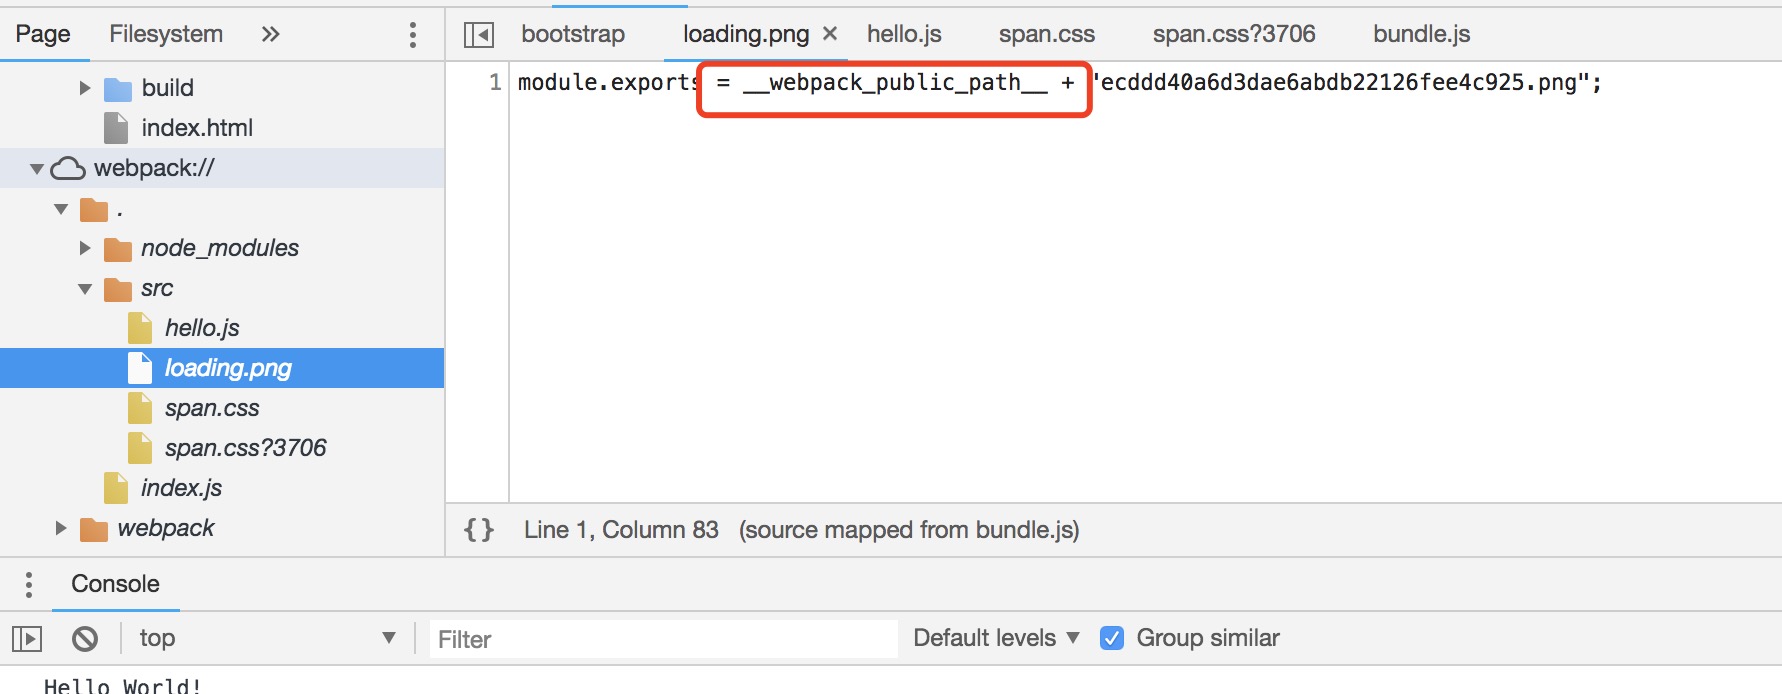 Page Filesystem »
bootstrap loading.png × hello.js span.css span.css?3706 bundle.js
1 module.exports = __webpack_public_path__ + "ecddd40a6d3dae6abdb22126fee4c925.png";
build
index.html
webpack://
.
node_modules
src
hello.js
loading.png
span.css
span.css?3706
index.js
webpack
{} Line 1, Column 83 (source mapped from bundle.js)
Console
top Filter Default levels Group similar
Hello World!